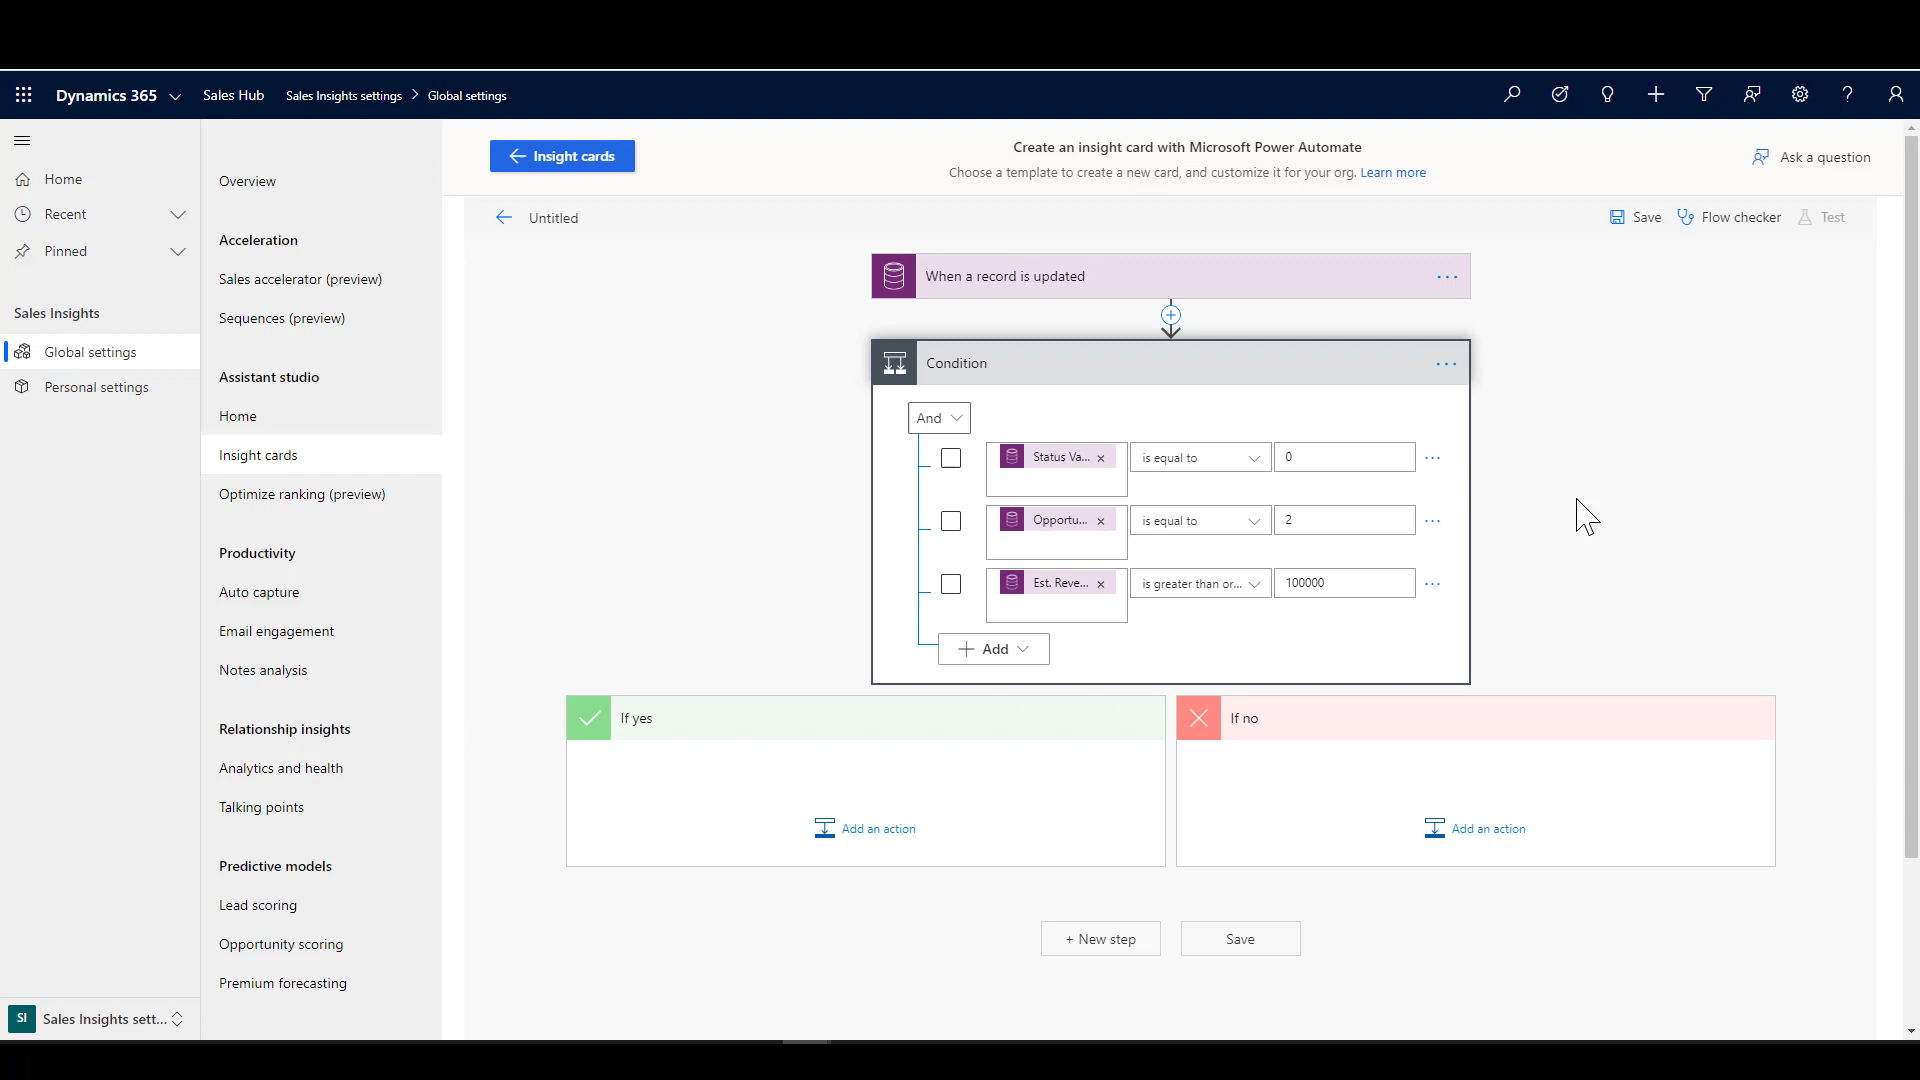 Dynamics 365
Sales Hub
Sales Insights settings > Global settings
Home
Recent
Pinned
Sales Insights
Global settings
Personal settings
SI
Sales Insights sett...
Overview
Acceleration
Sales accelerator (preview)
Sequences (preview)
Assistant studio
Home
Insight cards
Optimize ranking (preview)
Productivity
Auto capture
Email engagement
Notes analysis
Relationship insights
Analytics and health
Talking points
Predictive models
Lead scoring
Opportunity scoring
Premium forecasting
Insight cards
Create an insight card with Microsoft Power Automate
Choose a template to create a new card, and customize it for your org. Learn more
Ask a question
Untitled
Save
Flow checker
Test
When a record is updated
Condition
And
Status Va... is equal to 0
Opportu... is equal to 2
Est. Reve... is greater than or... 100000
Add
If yes
Add an action
If no
Add an action
+ New step
Save